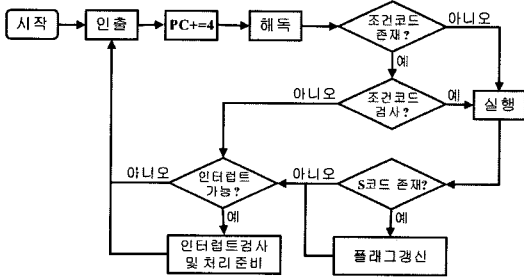 시작
인출
PC+=4
해독
조건코드
존재?
아니오
예
조건코드
검사?
아니오
예
실행
인터럽트
가능?
아니오
예
S코드 존재?
아니오
예
인터럽트검사
및 처리준비
플래그갱신